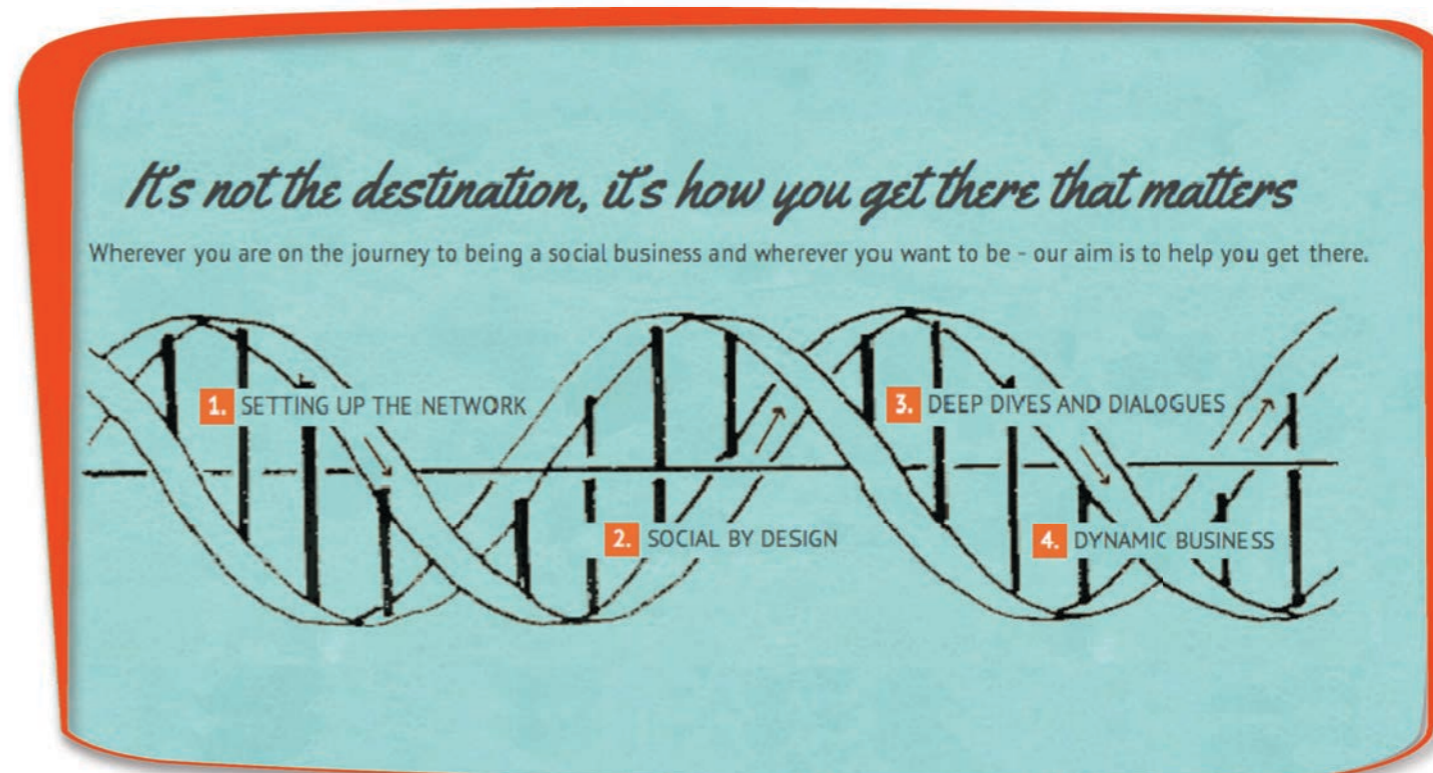 It's not the destination, it's how you get there that matters
Wherever you are on the journey to being a social business and wherever you want to be - our aim is to help you get there.
1. SETTING UP THE NETWORK
2. SOCIAL BY DESIGN
3. DEEP DIVES AND DIALOGUES
4. DYNAMIC BUSINESS